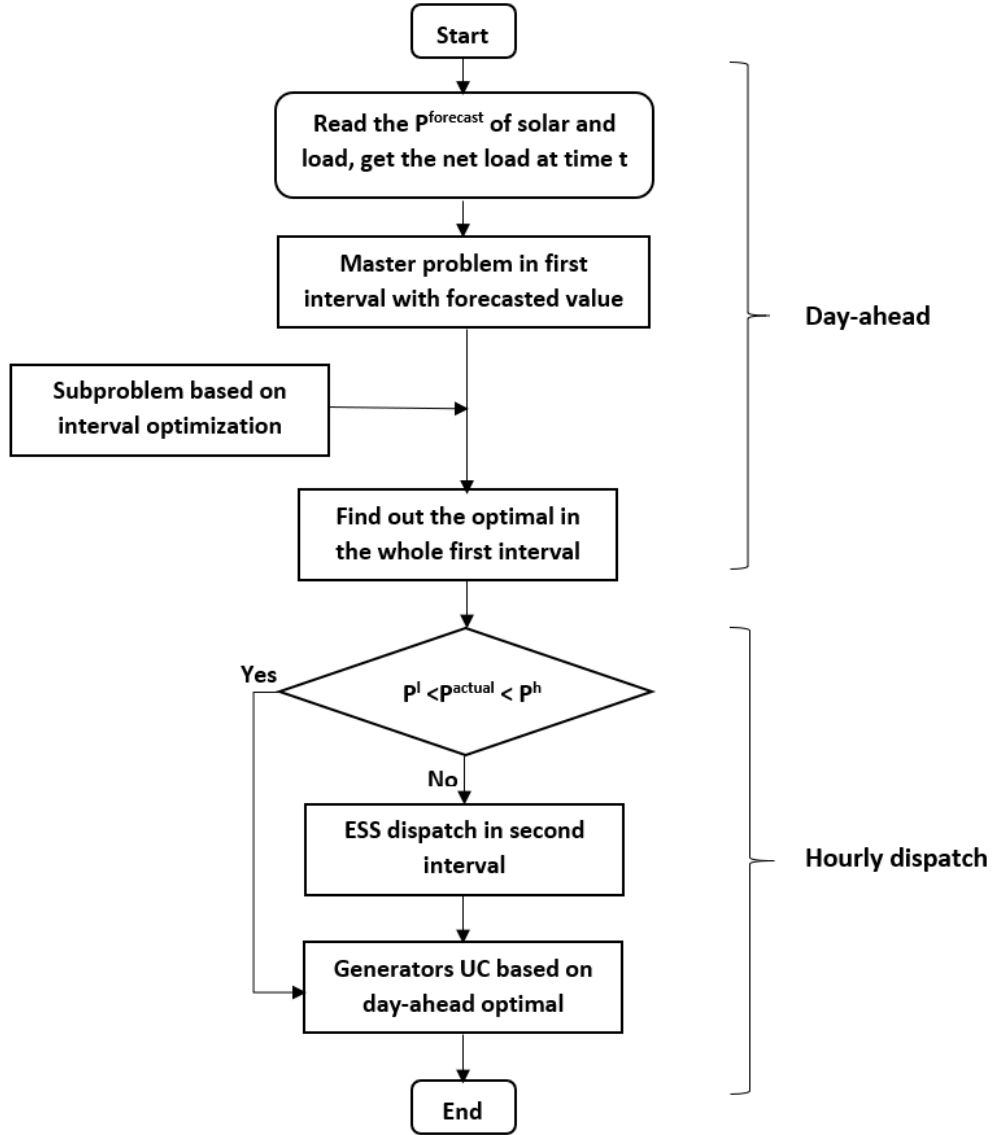 Start
Read the P^forecast of solar and
load, get the net load at time t
Master problem in first
interval with forecasted value
Day-ahead
Subproblem based on
interval optimization
Find out the optimal in
the whole first interval
Yes
P^l <P^actual < P^h
No
ESS dispatch in second
interval
Hourly dispatch
Generators UC based on
day-ahead optimal
End